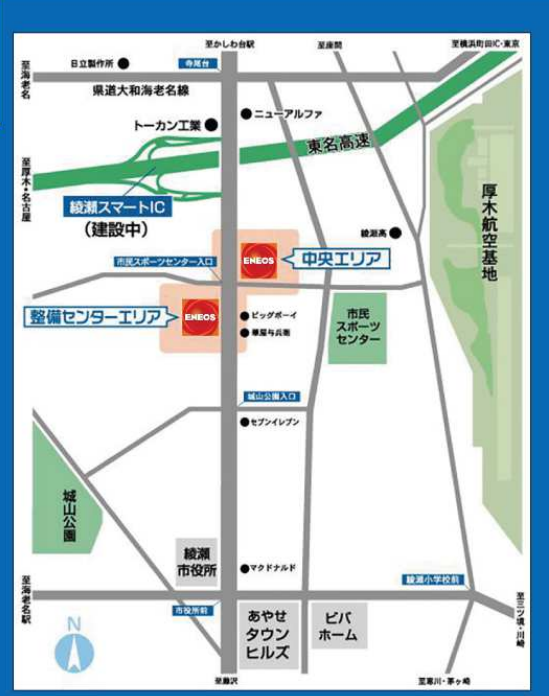 至かしわ台駅
至座間
至横浜町田IC・東京
至海老名
日立製作所
寺尾台
県道大和海老名線
ニューアルファ
トーカン工業
東名高速
至厚木・名古屋
綾瀬スマートIC
(建設中)
厚木航空基地
綾瀬高
市民スポーツセンター入口
ENEOS
中央エリア
整備センターエリア
ENEOS
ビッグボーイ
華屋与兵衛
市民
スポーツ
センター
城山公園入口
セブンイレブン
城山公園
綾瀬
市役所
マクドナルド
綾瀬小学校前
至海老名駅
市役所前
あやせ
タウン
ヒルズ
ビバ
ホーム
至三ツ境・川崎
N
至藤沢
至寒川・茅ヶ崎